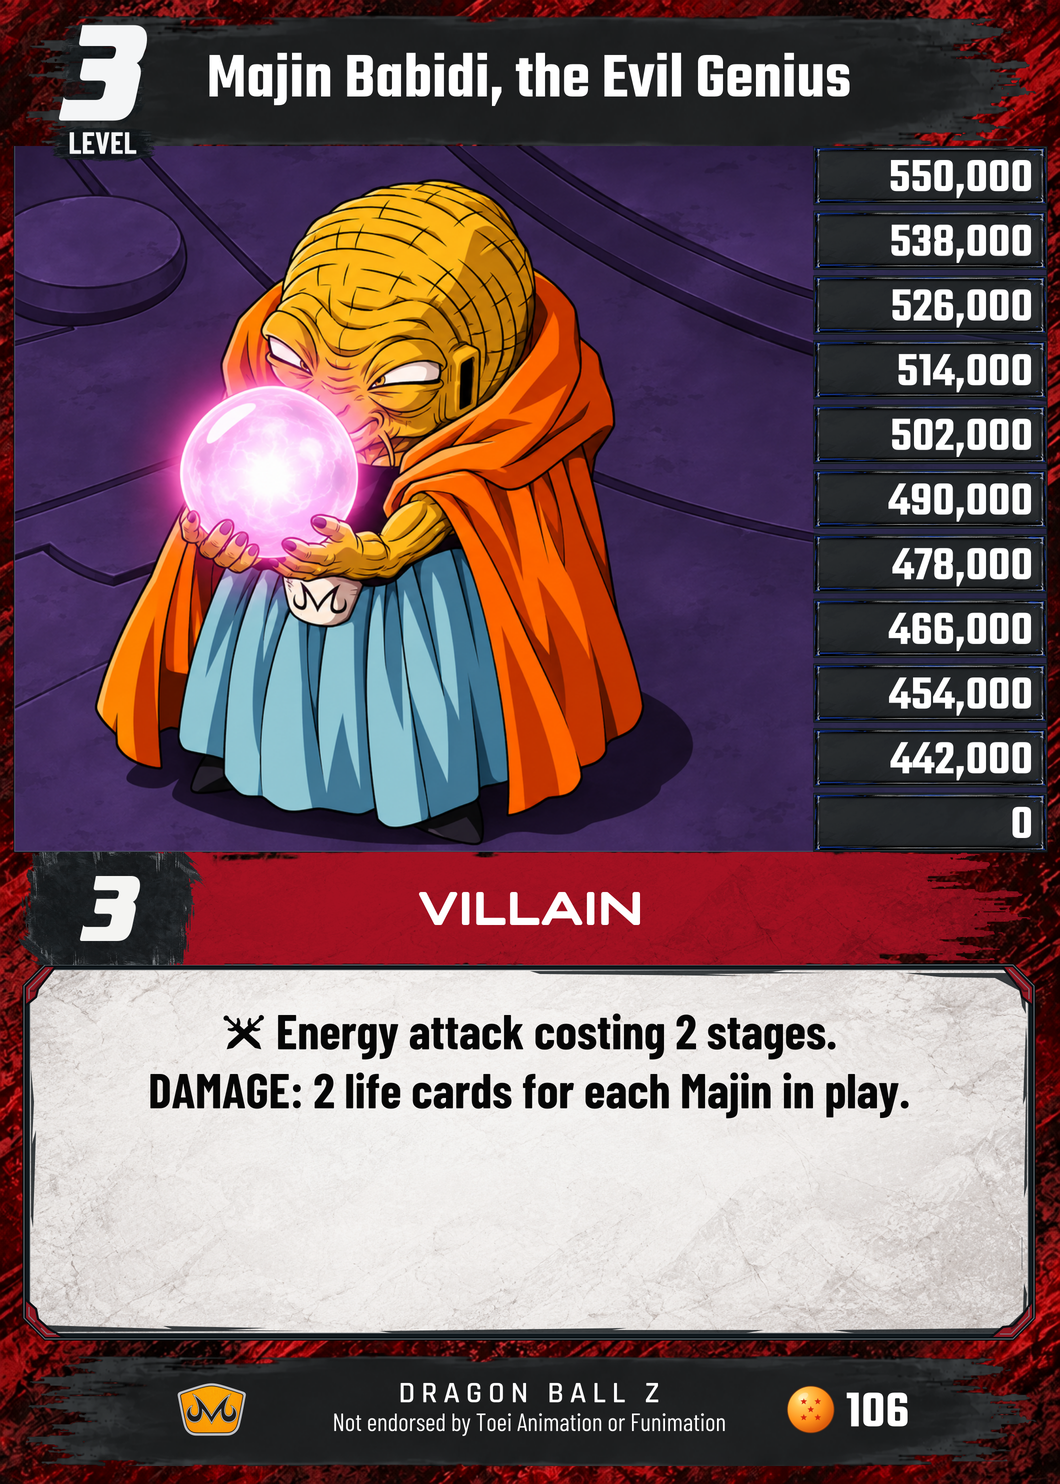 3
LEVEL
Majin Babidi, the Evil Genius
550,000
538,000
526,000
514,000
502,000
490,000
478,000
466,000
454,000
442,000
0
3
VILLAIN
Energy attack costing 2 stages.
DAMAGE: 2 life cards for each Majin in play.
DRAGON BALL Z
Not endorsed by Toei Animation or Funimation
106